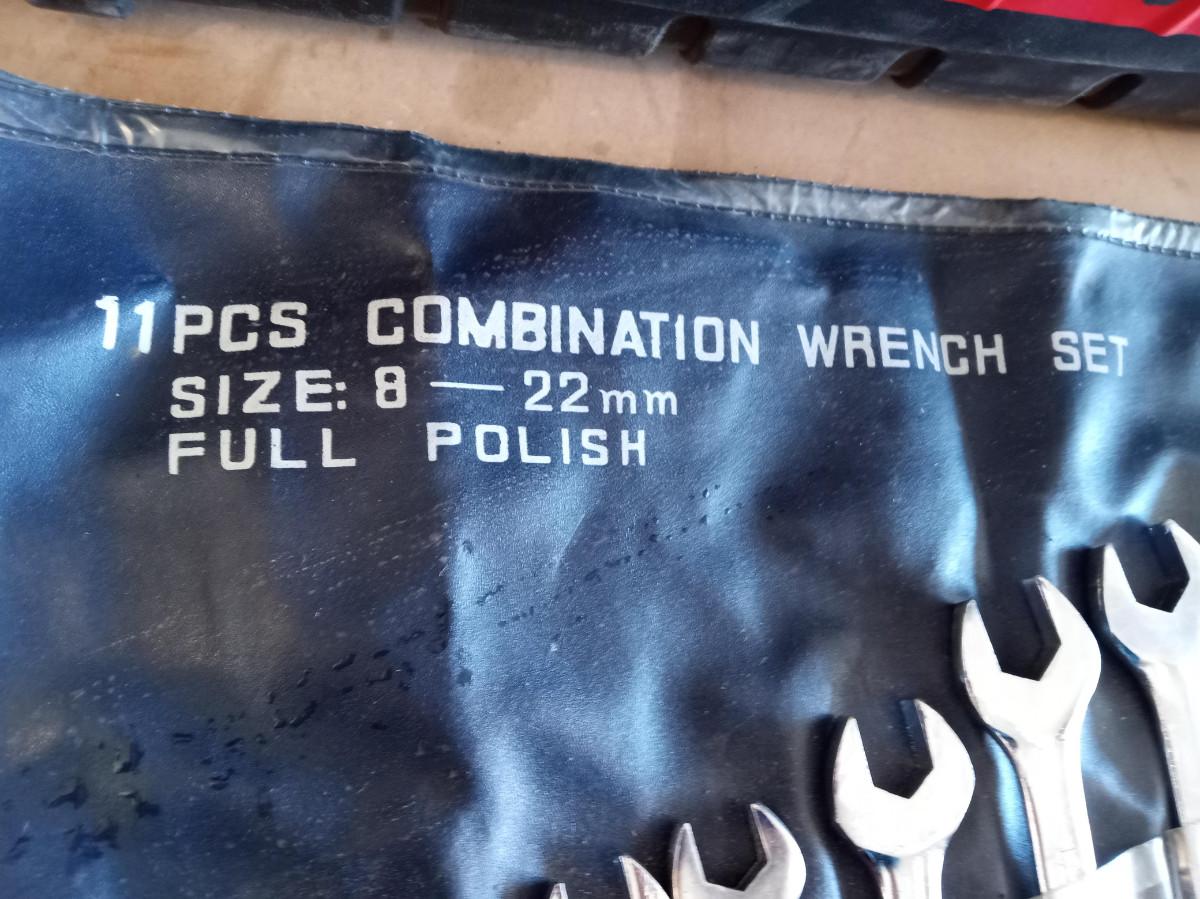 11PCS COMBINATION WRENCH SET
SIZE: 8 — 22mm
FULL POLISH